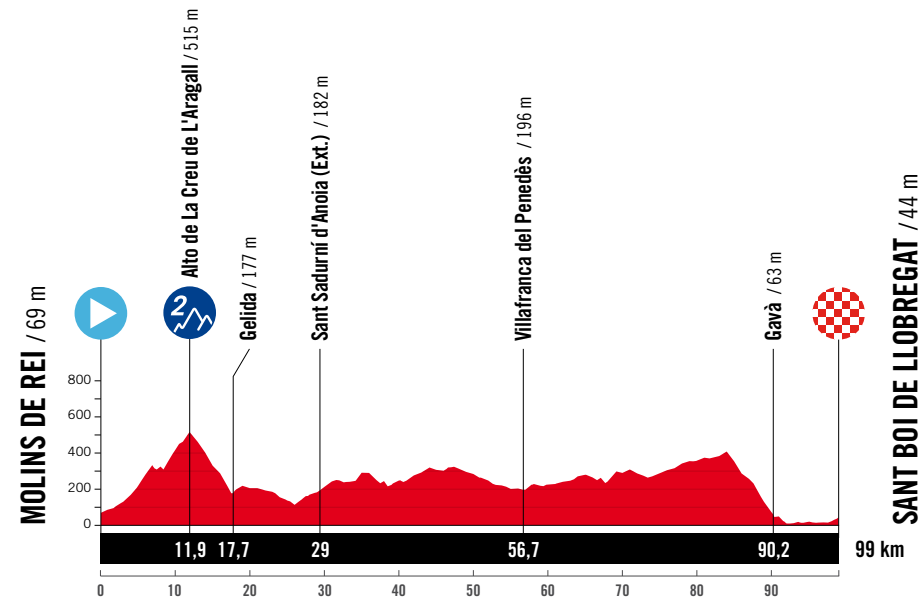 MOLINS DE REI / 69 m
Alto de La Creu de L'Aragall / 515 m
2
Gelida / 177 m
Sant Sadurní d'Anoia (Ext.) / 182 m
Villafranca del Penedès / 196 m
Gavà / 63 m
SANT BOI DE LLOBREGAT / 44 m
800
600
400
200
0
11,9 17,7 29 56,7 90,2 99 km
0 10 20 30 40 50 60 70 80 90